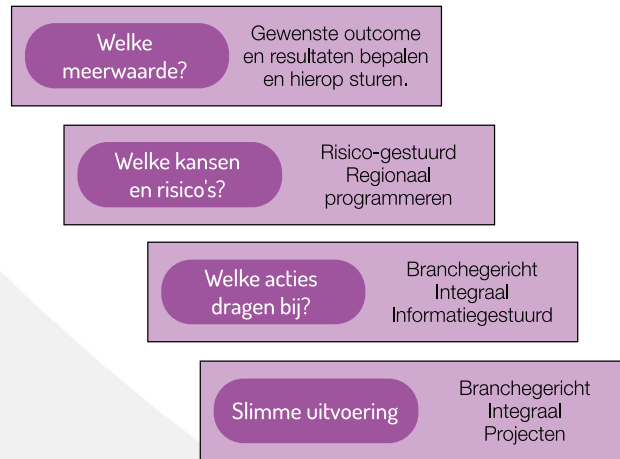 Welke
meerwaarde?
Gewenste outcome
en resultaten bepalen
en hierop sturen.
Welke kansen
en risico's?
Risico-gestuurd
Regionaal
programmeren
Welke acties
dragen bij?
Branchegericht
Integraal
Informatiegestuurd
Slimme uitvoering
Branchegericht
Integraal
Projecten